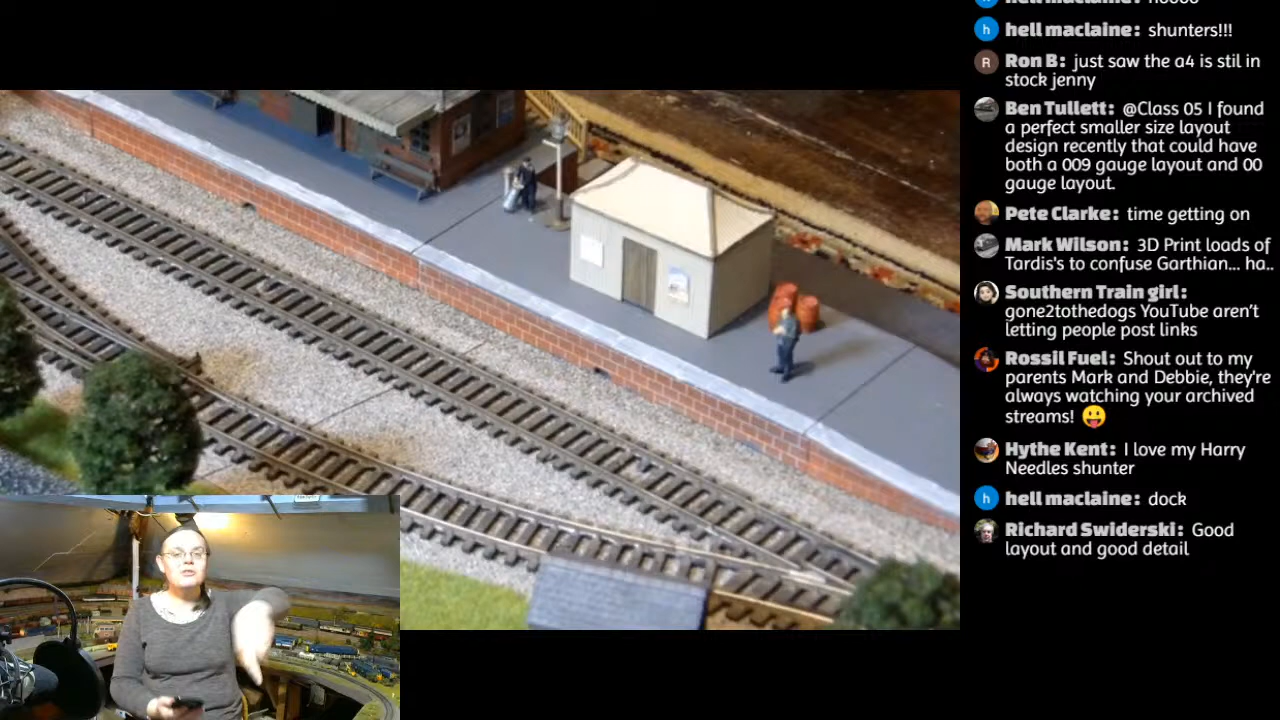 hell maclaine: shunters!!!
Ron B: just saw the a4 is stil in
stock jenny
Ben Tullett: @Class 05 I found
a perfect smaller size layout
design recently that could have
both a 009 gauge layout and 00
gauge layout.
Pete Clarke: time getting on
Mark Wilson: 3D Print loads of
Tardis's to confuse Garthian... ha..
Southern Train girl:
gone2tothedogs YouTube aren't
letting people post links
Rossil Fuel: Shout out to my
parents Mark and Debbie, they're
always watching your archived
streams! 😛
Hythe Kent: I love my Harry
Needles shunter
hell maclaine: dock
Richard Swiderski: Good
layout and good detail